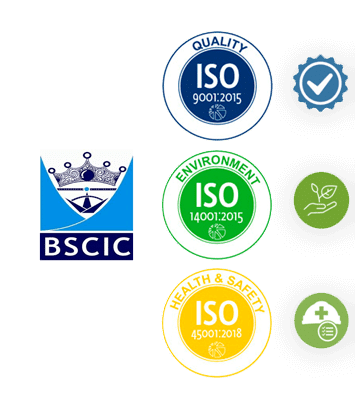 QUALITY
ISO
9001:2015
ENVIRONMENT
ISO
14001:2015
BSCIC
HEALTH & SAFETY
ISO
45001:2018